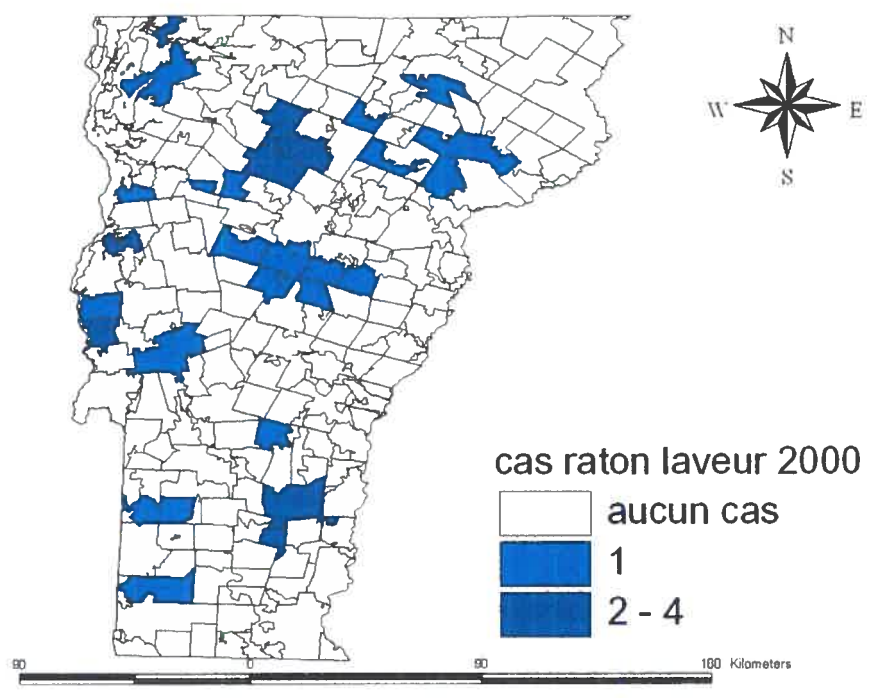 N
W E
S
cas raton laveur 2000
aucun cas
1
2 - 4
90 0 90 180 Kilometers